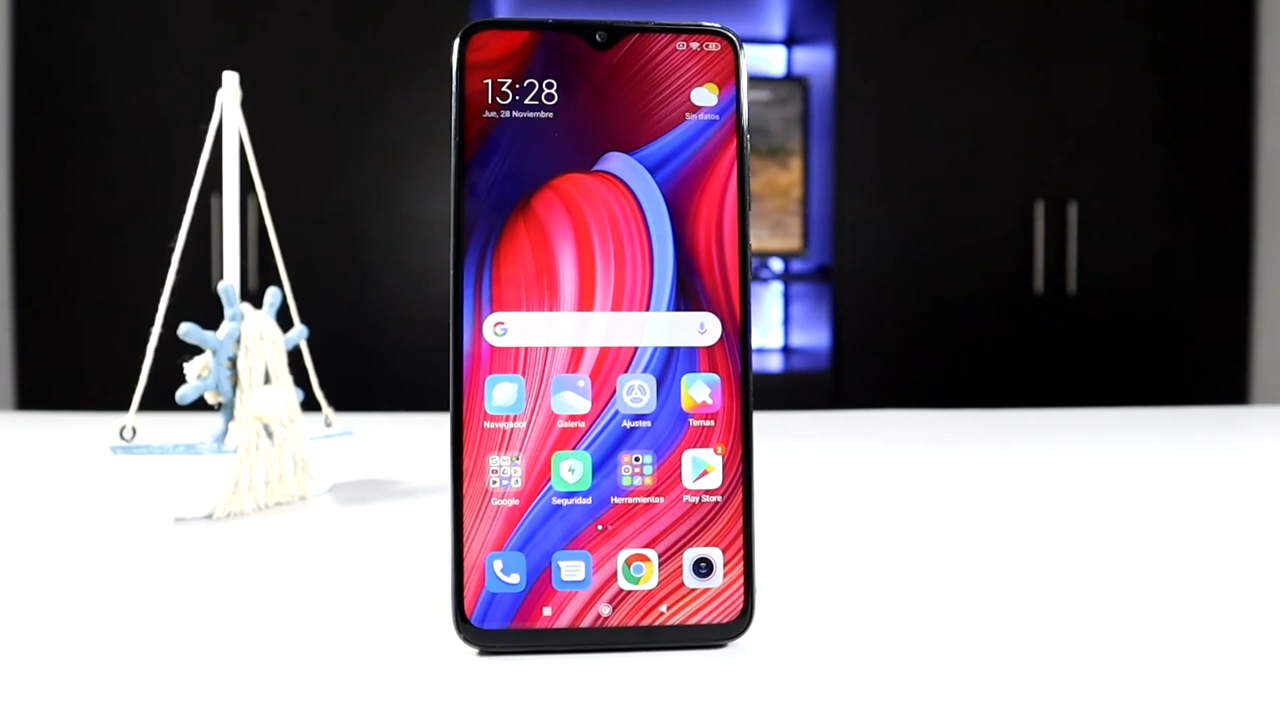 13:28
Jue, 28 Noviembre
Sin datos
Navegador
Galería
Ajustes
Temas
Google
Seguridad
Herramientas
Play Store